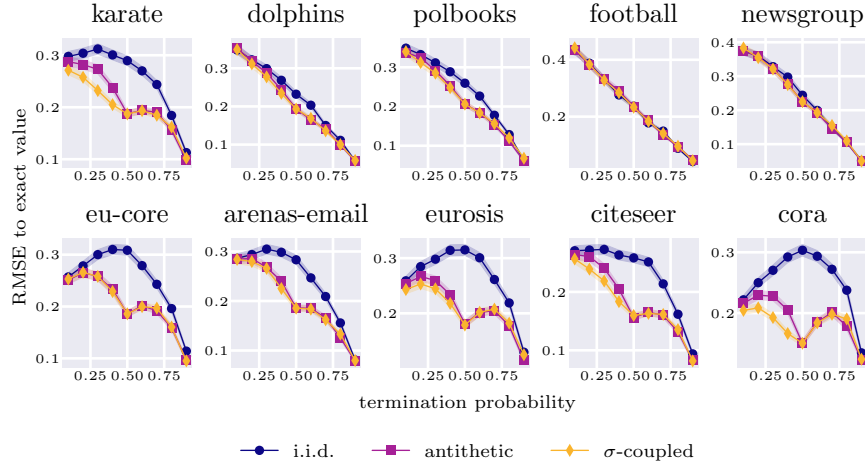 karate dolphins polbooks football newsgroup
0.3 0.2 0.1
0.3 0.2 0.1
0.3 0.2 0.1
0.4 0.2
0.4 0.3 0.2 0.1
0.25 0.50 0.75 0.25 0.50 0.75 0.25 0.50 0.75 0.25 0.50 0.75 0.25 0.50 0.75
RMSE to exact value
eu-core arenas-email eurosis citeseer cora
0.3 0.2 0.1
0.3 0.2 0.1
0.3 0.2
0.3 0.2 0.1
0.3 0.2
0.25 0.50 0.75 0.25 0.50 0.75 0.25 0.50 0.75 0.25 0.50 0.75 0.25 0.50 0.75
termination probability
i.i.d. antithetic σ-coupled